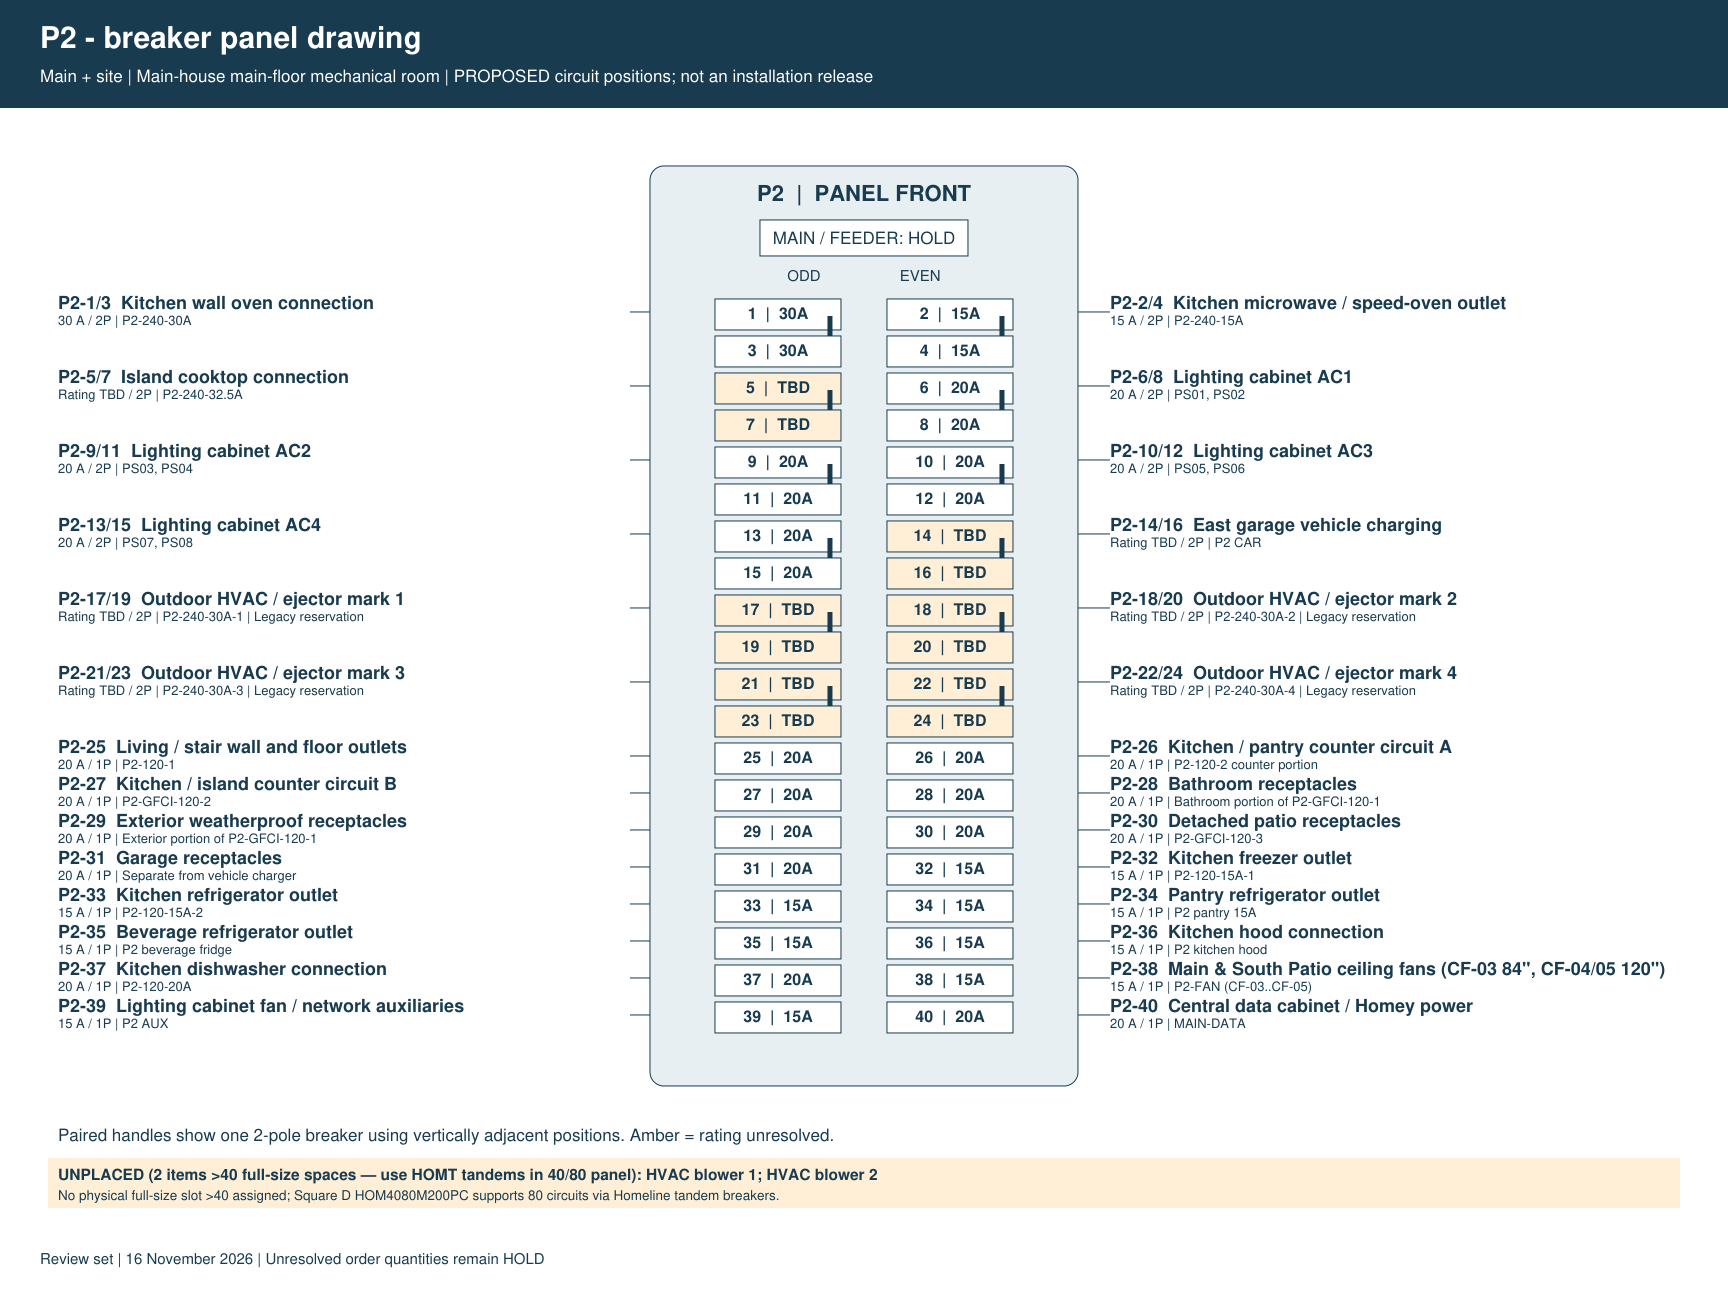 P2 - breaker panel drawing
Main + site | Main-house main-floor mechanical room | PROPOSED circuit positions; not an installation release
P2 | PANEL FRONT
MAIN / FEEDER: HOLD
ODD
EVEN
P2-1/3 Kitchen wall oven connection
30 A / 2P | P2-240-30A
P2-5/7 Island cooktop connection
Rating TBD / 2P | P2-240-32.5A
P2-9/11 Lighting cabinet AC2
20 A / 2P | PS03, PS04
P2-13/15 Lighting cabinet AC4
20 A / 2P | PS07, PS08
P2-17/19 Outdoor HVAC / ejector mark 1
Rating TBD / 2P | P2-240-30A-1 | Legacy reservation
P2-21/23 Outdoor HVAC / ejector mark 3
Rating TBD / 2P | P2-240-30A-3 | Legacy reservation
P2-25 Living / stair wall and floor outlets
20 A / 1P | P2-120-1
P2-27 Kitchen / island counter circuit B
20 A / 1P | P2-GFCI-120-2
P2-29 Exterior weatherproof receptacles
20 A / 1P | Exterior portion of P2-GFCI-120-1
P2-31 Garage receptacles
20 A / 1P | Separate from vehicle charger
P2-33 Kitchen refrigerator outlet
15 A / 1P | P2-120-15A-2
P2-35 Beverage refrigerator outlet
15 A / 1P | P2 beverage fridge
P2-37 Kitchen dishwasher connection
20 A / 1P | P2-120-20A
P2-39 Lighting cabinet fan / network auxiliaries
15 A / 1P | P2 AUX
1 | 30A
3 | 30A
5 | TBD
7 | TBD
9 | 20A
11 | 20A
13 | 20A
15 | 20A
17 | TBD
19 | TBD
21 | TBD
23 | TBD
25 | 20A
27 | 20A
29 | 20A
31 | 20A
33 | 15A
35 | 15A
37 | 20A
39 | 15A
2 | 15A
4 | 15A
6 | 20A
8 | 20A
10 | 20A
12 | 20A
14 | TBD
16 | TBD
18 | TBD
20 | TBD
22 | TBD
24 | TBD
26 | 20A
28 | 20A
30 | 20A
32 | 15A
34 | 15A
36 | 15A
38 | 15A
40 | 20A
P2-2/4 Kitchen microwave / speed-oven outlet
15 A / 2P | P2-240-15A
P2-6/8 Lighting cabinet AC1
20 A / 2P | PS01, PS02
P2-10/12 Lighting cabinet AC3
20 A / 2P | PS05, PS06
P2-14/16 East garage vehicle charging
Rating TBD / 2P | P2 CAR
P2-18/20 Outdoor HVAC / ejector mark 2
Rating TBD / 2P | P2-240-30A-2 | Legacy reservation
P2-22/24 Outdoor HVAC / ejector mark 4
Rating TBD / 2P | P2-240-30A-4 | Legacy reservation
P2-26 Kitchen / pantry counter circuit A
20 A / 1P | P2-120-2 counter portion
P2-28 Bathroom receptacles
20 A / 1P | Bathroom portion of P2-GFCI-120-1
P2-30 Detached patio receptacles
20 A / 1P | P2-GFCI-120-3
P2-32 Kitchen freezer outlet
15 A / 1P | P2-120-15A-1
P2-34 Pantry refrigerator outlet
15 A / 1P | P2 pantry 15A
P2-36 Kitchen hood connection
15 A / 1P | P2 kitchen hood
P2-38 Main & South Patio ceiling fans (CF-03 84", CF-04/05 120")
15 A / 1P | P2-FAN (CF-03..CF-05)
P2-40 Central data cabinet / Homey power
20 A / 1P | MAIN-DATA
Paired handles show one 2-pole breaker using vertically adjacent positions. Amber = rating unresolved.
UNPLACED (2 items >40 full-size spaces — use HOMT tandems in 40/80 panel): HVAC blower 1; HVAC blower 2
No physical full-size slot >40 assigned; Square D HOM4080M200PC supports 80 circuits via Homeline tandem breakers.
Review set | 16 November 2026 | Unresolved order quantities remain HOLD